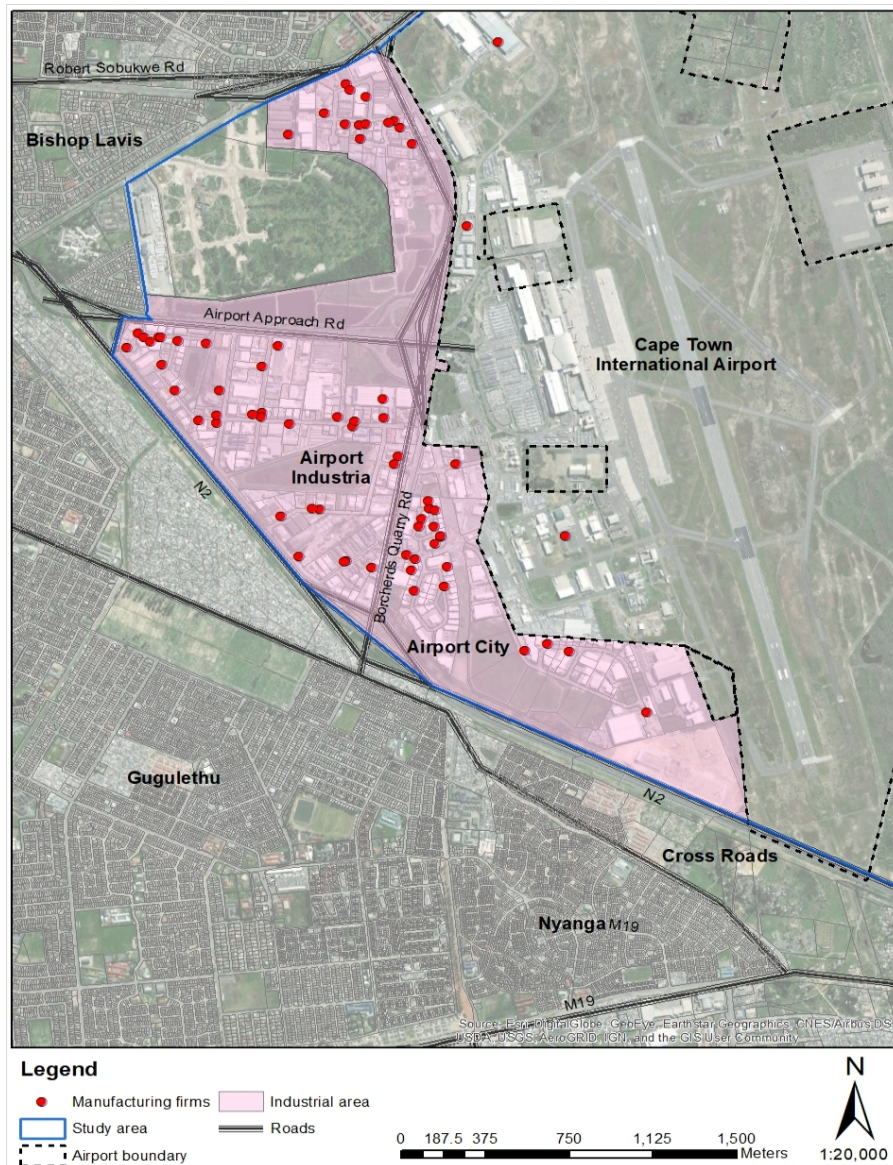 Robert Sobukwe Rd
Bishop Lavis
Airport Approach Rd
Cape Town
International Airport
Airport
Industria
N2
Borcherds Quarry Rd
Airport City
Gugulethu
N2
Cross Roads
Nyanga
M19
M19
Source: Esri, DigitalGlobe, GeoEye, Earthstar Geographics, CNES/Airbus DS,
USDA, USGS, AeroGRID, IGN, and the GIS User Community
Legend
Manufacturing firms
Industrial area
Study area
Roads
Airport boundary
0 187.5 375 750 1,125 1,500
Meters
N
1:20,000